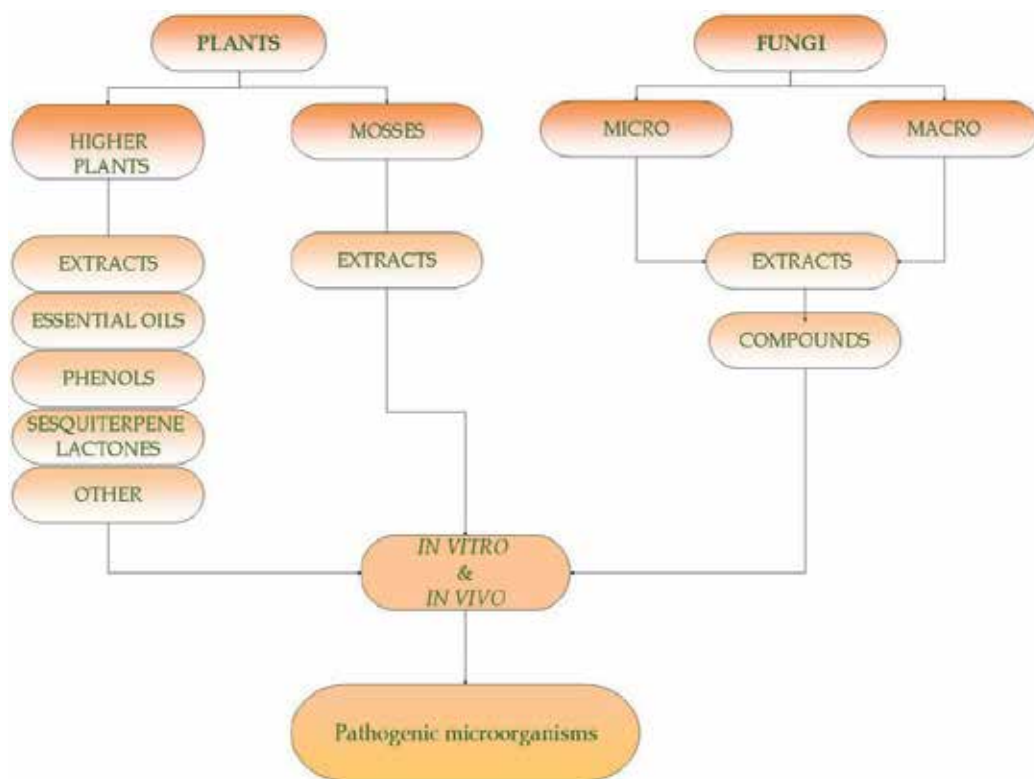 PLANTS
FUNGI
HIGHER
PLANTS
MOSSES
MICRO
MACRO
EXTRACTS
EXTRACTS
EXTRACTS
ESSENTIAL OILS
COMPOUNDS
PHENOLS
SESQUITERPENE
LACTONES
OTHER
IN VITRO
&
IN VIVO
Pathogenic microorganisms